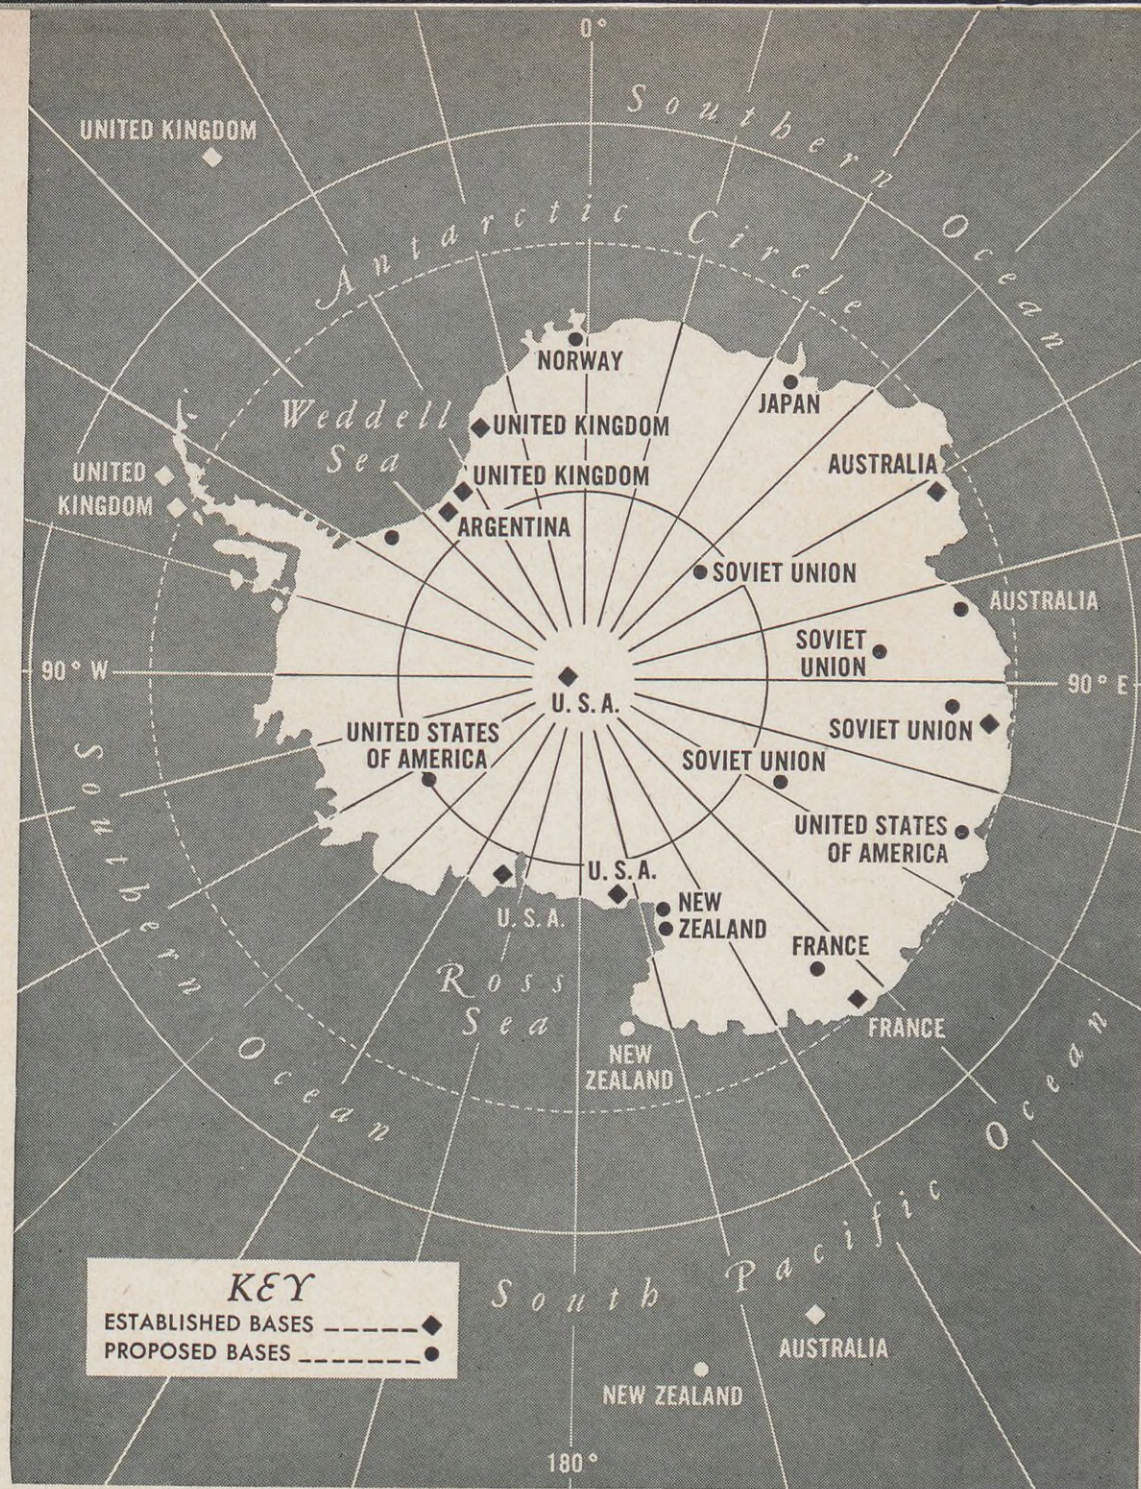 0°
Southern Ocean
UNITED KINGDOM
Antarctic Circle
NORWAY
JAPAN
Weddell
Sea
UNITED KINGDOM
UNITED KINGDOM
ARGENTINA
AUSTRALIA
UNITED
KINGDOM
SOVIET UNION
AUSTRALIA
SOVIET
UNION
90° W
90° E
U. S. A.
UNITED STATES
OF AMERICA
SOVIET UNION
SOVIET UNION
UNITED STATES
OF AMERICA
U. S. A.
U. S. A.
NEW
ZEALAND
FRANCE
FRANCE
Ross
Sea
NEW
ZEALAND
Southern Ocean
South Pacific Ocean
KEY
ESTABLISHED BASES ------◆
PROPOSED BASES -------●
AUSTRALIA
NEW ZEALAND
180°